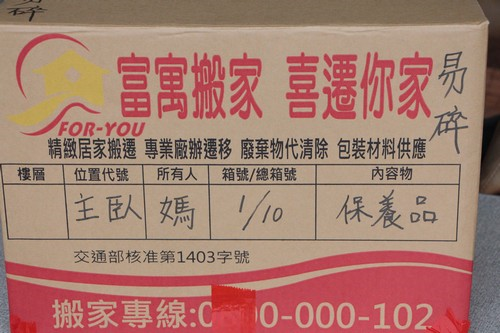 富寓搬家 喜遷你家
易碎
FOR-YOU
精緻居家搬遷 專業廠辦遷移 廢棄物代清除 包裝材料供應
樓層 位置代號 所有人 箱號/總箱號 內容物
主臥 媽 1/10 保養品
交通部核准第1403字號
搬家專線:0 00-000-102